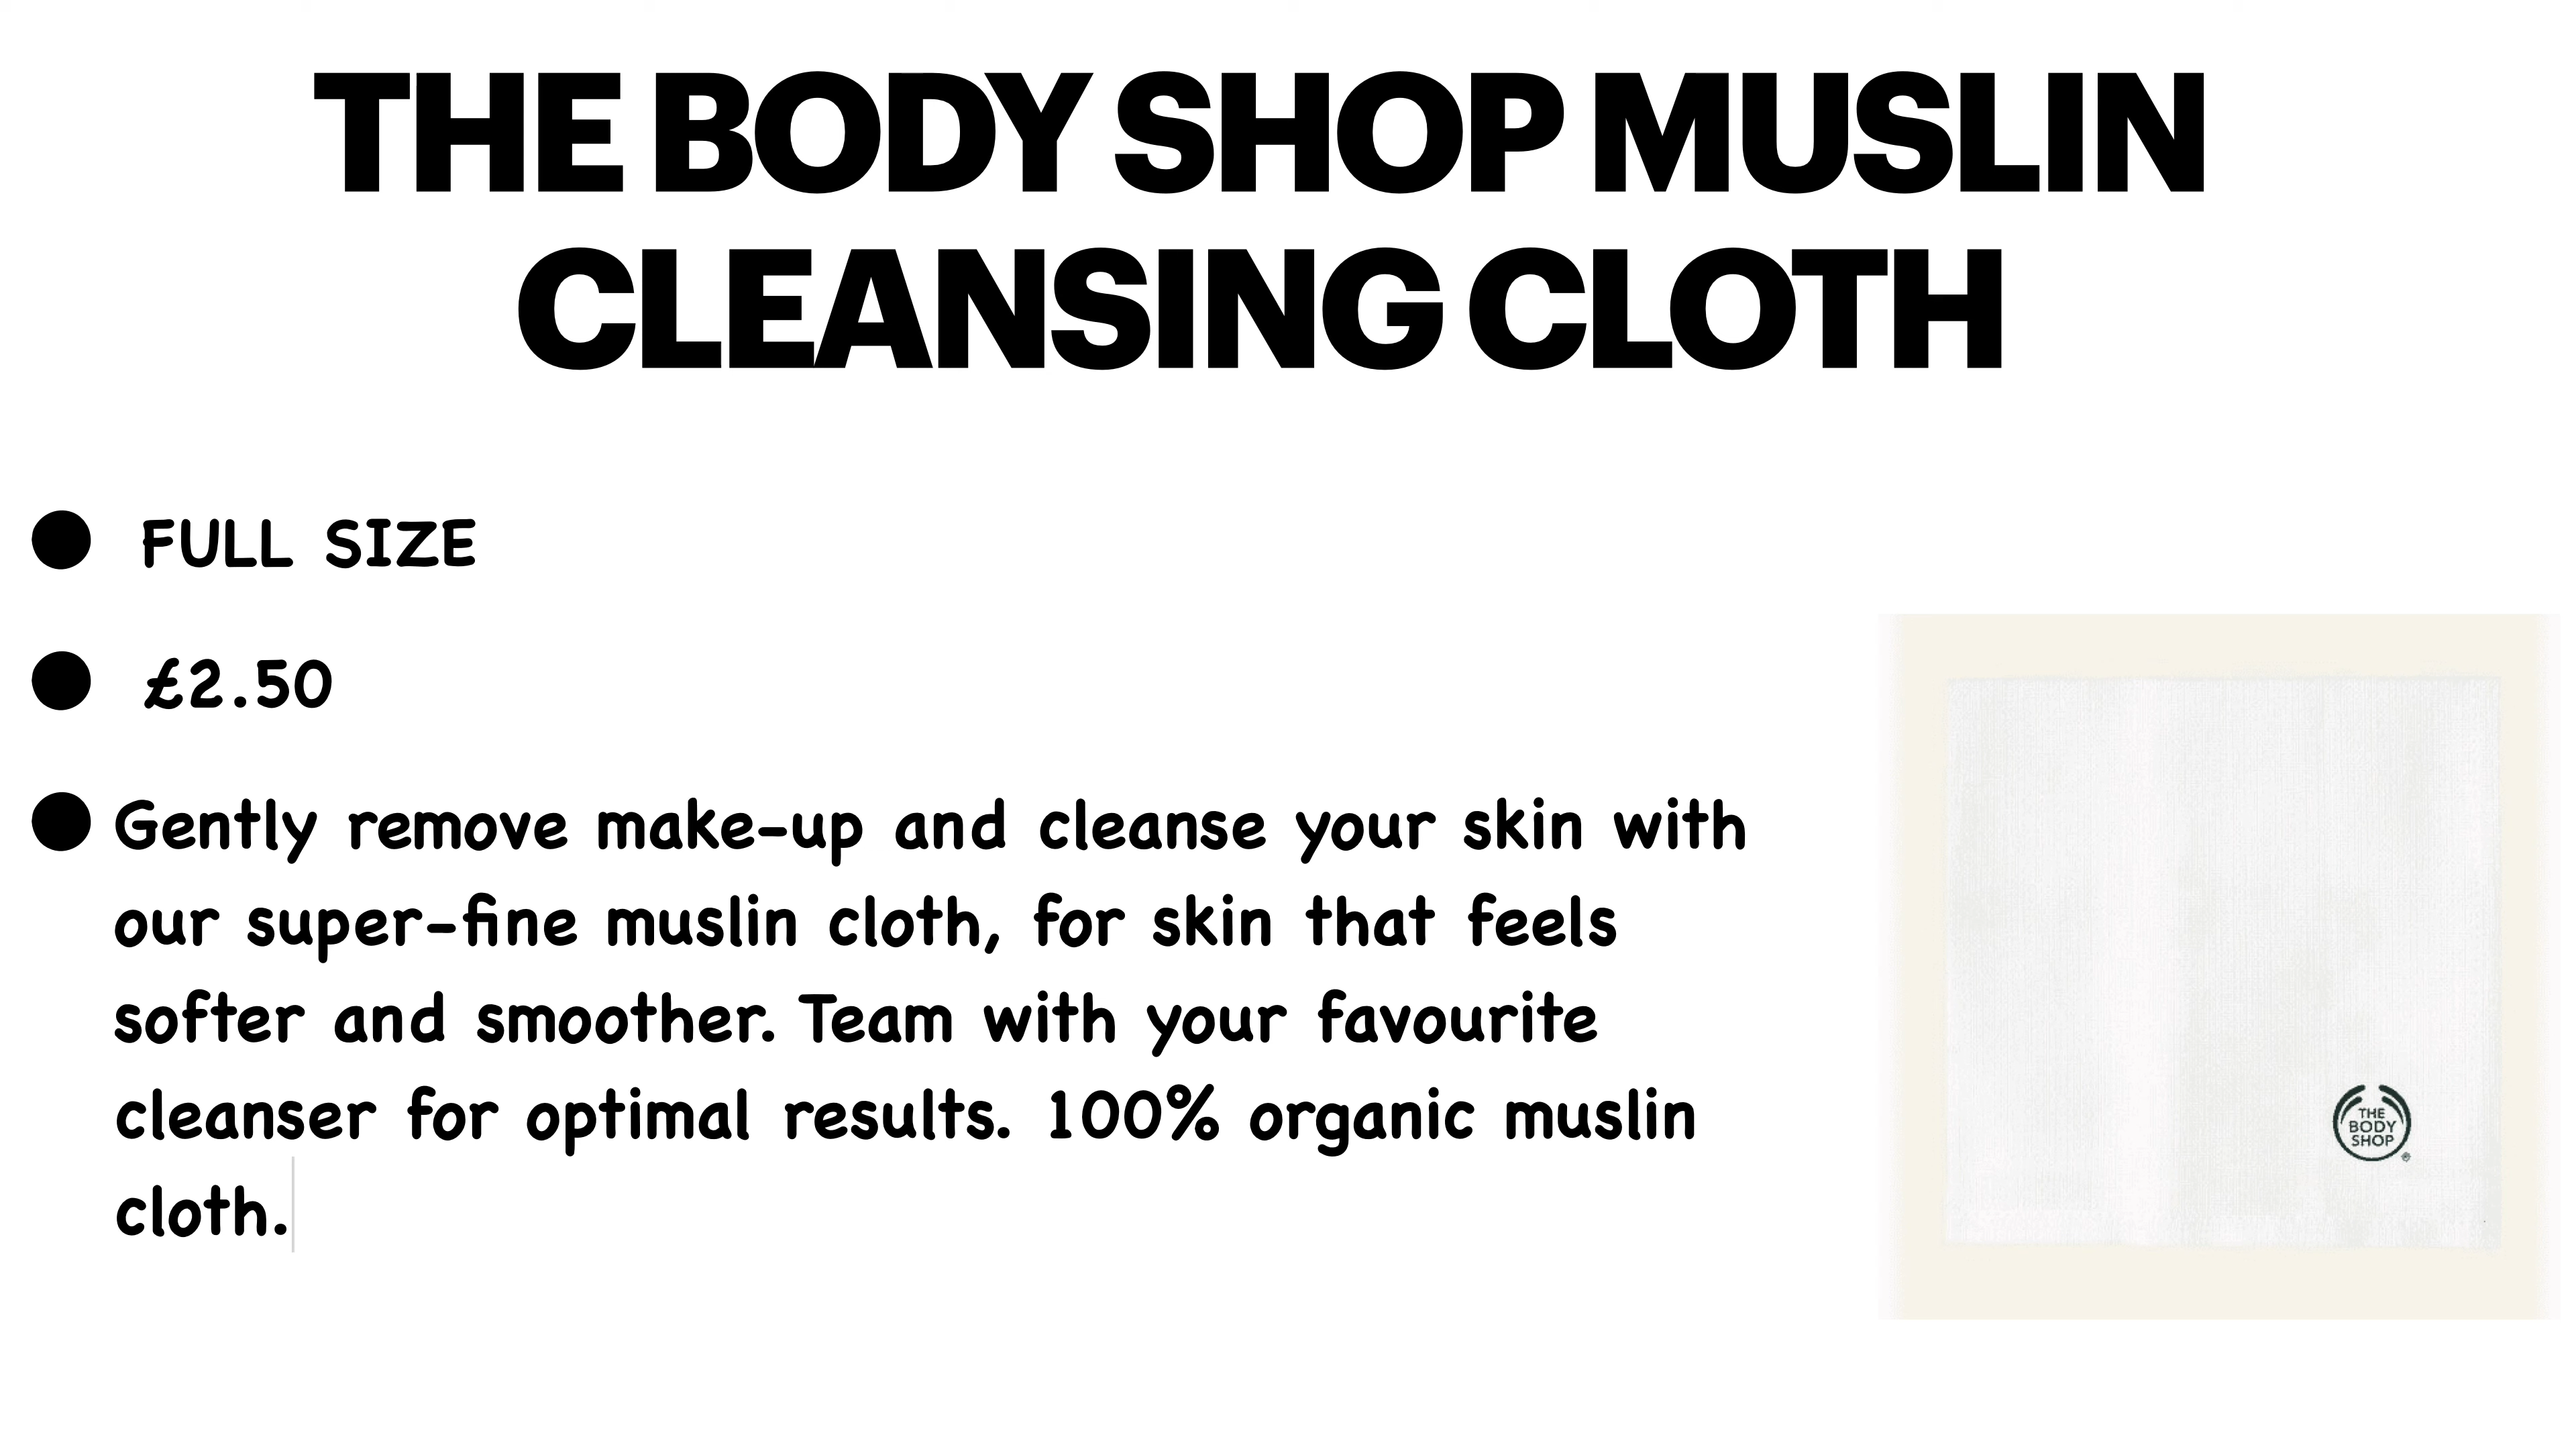 THE BODY SHOP MUSLIN
CLEANSING CLOTH
● FULL SIZE
● £2.50
● Gently remove make-up and cleanse your skin with
our super-fine muslin cloth, for skin that feels
softer and smoother. Team with your favourite
cleanser for optimal results. 100% organic muslin
cloth.
THE
BODY
SHOP
®